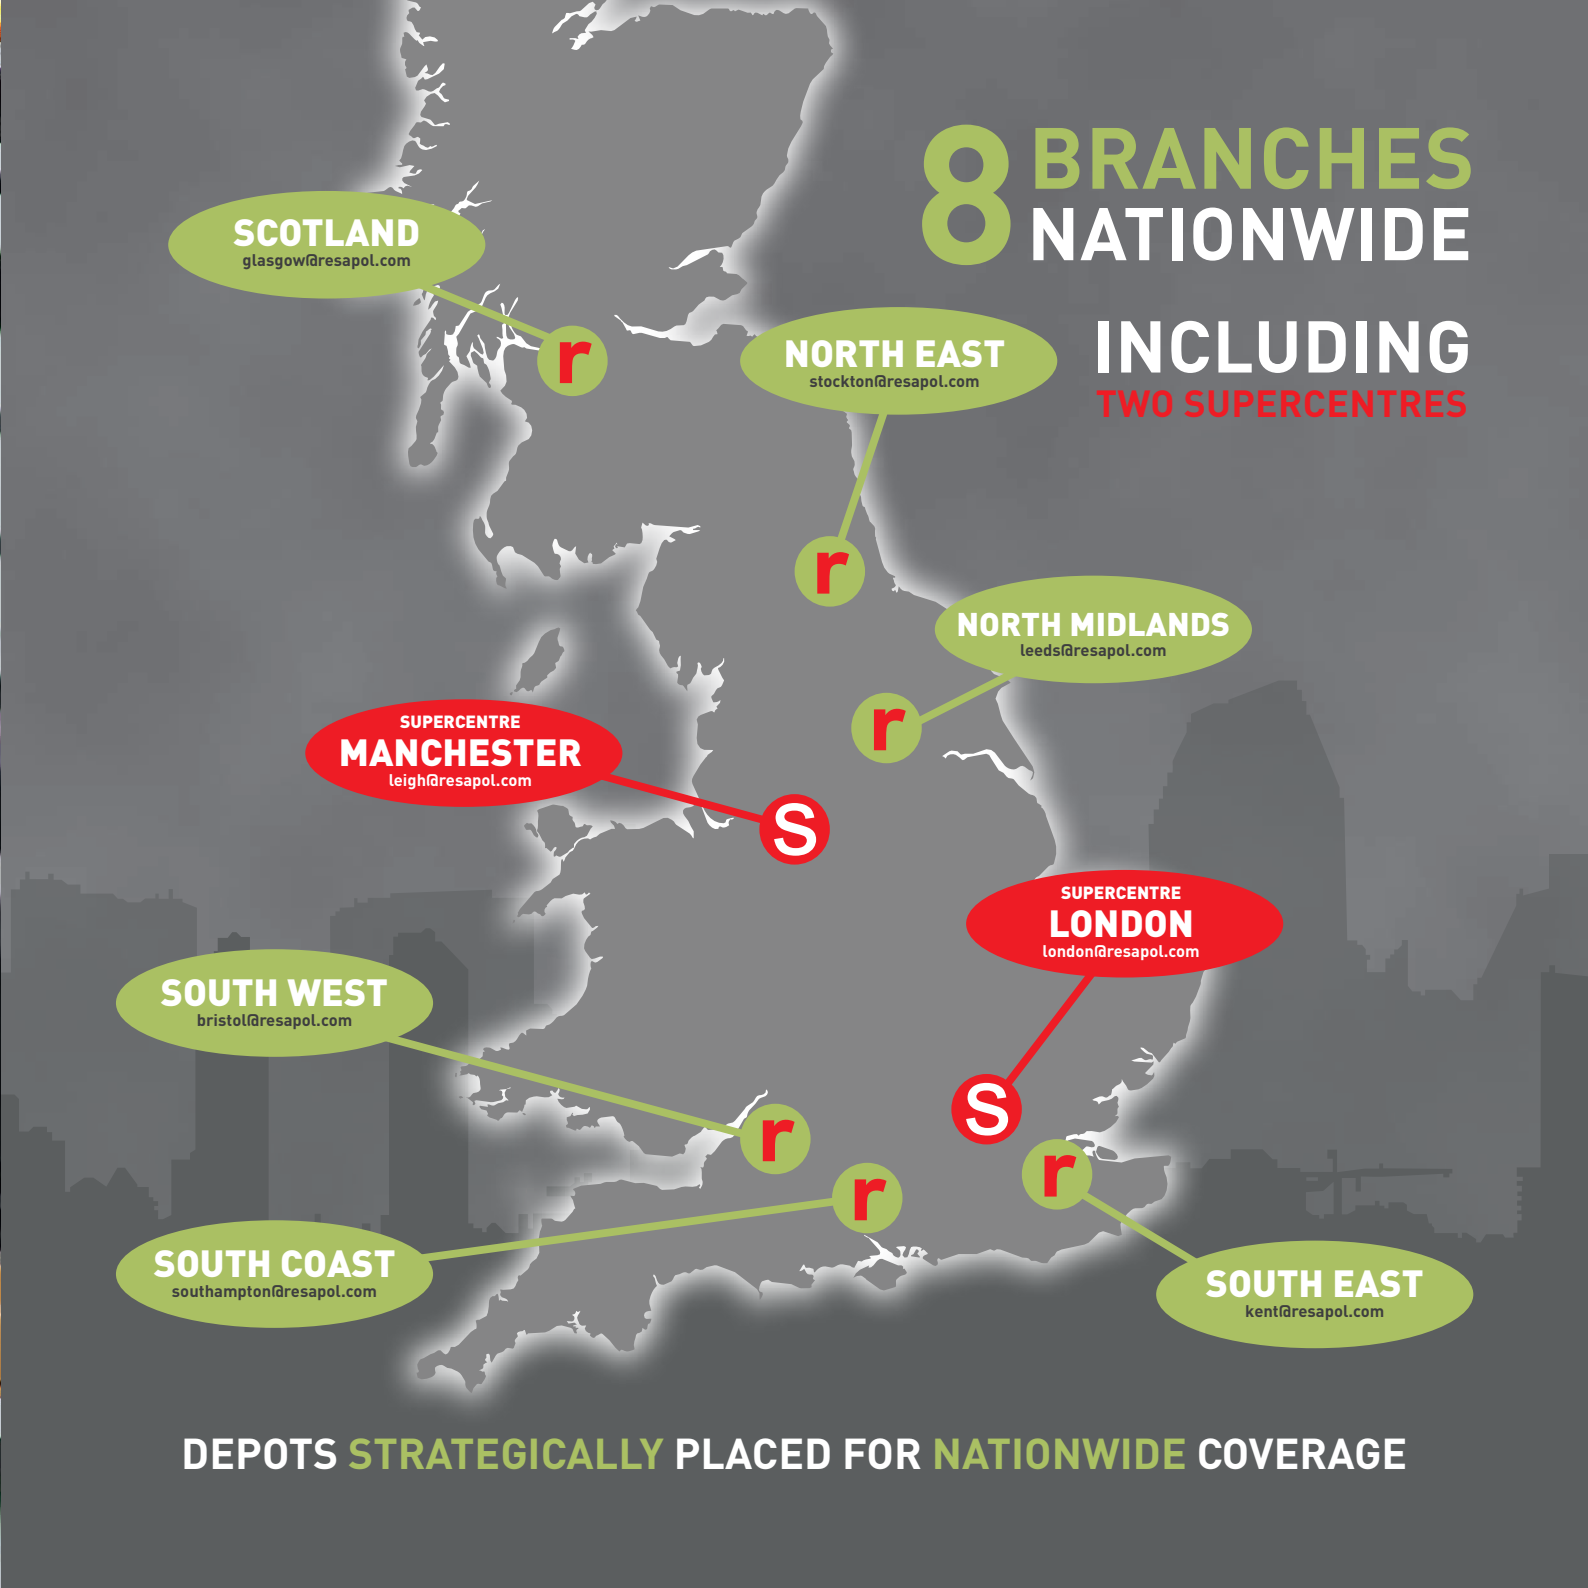 8 BRANCHES
NATIONWIDE
INCLUDING
TWO SUPERCENTRES
SCOTLAND
glasgow@resapol.com
r
NORTH EAST
stockton@resapol.com
r
NORTH MIDLANDS
leeds@resapol.com
r
SUPERCENTRE
MANCHESTER
leigh@resapol.com
S
SUPERCENTRE
LONDON
london@resapol.com
S
SOUTH WEST
bristol@resapol.com
r
SOUTH COAST
southampton@resapol.com
r
SOUTH EAST
kent@resapol.com
r
DEPOTS STRATEGICALLY PLACED FOR NATIONWIDE COVERAGE